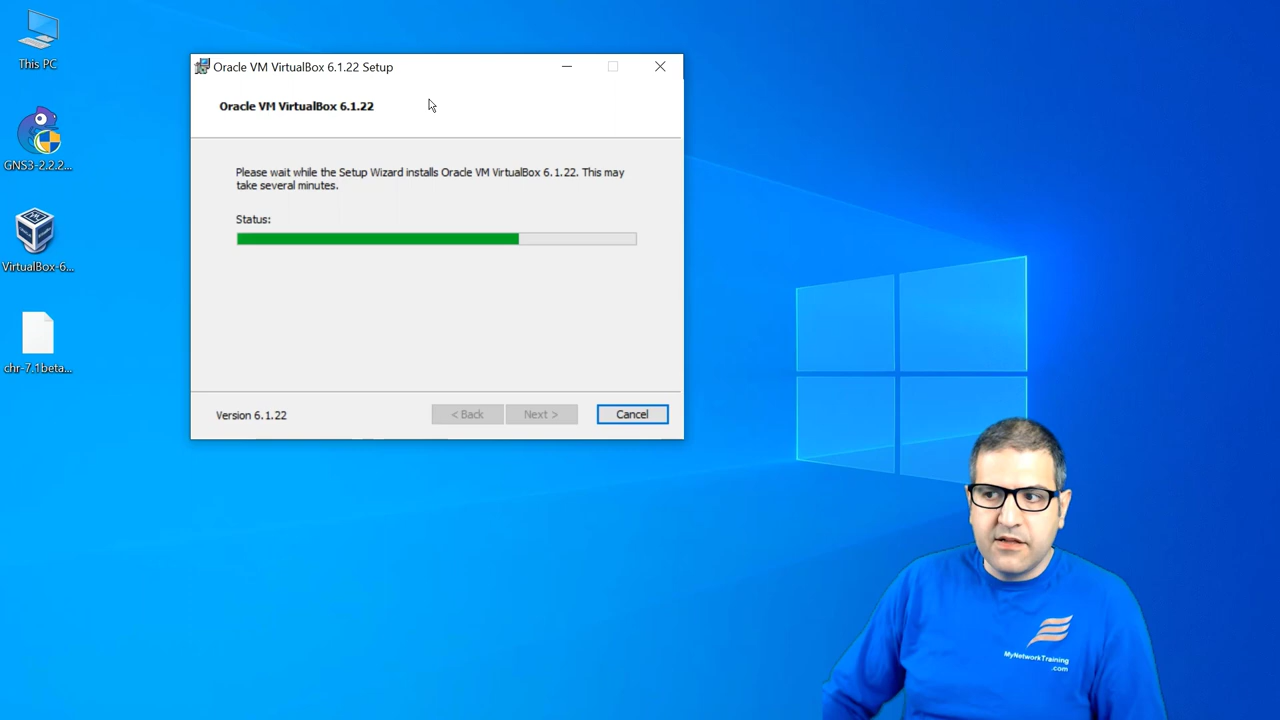 This PC
GNS3-2.2.2...
VirtualBox-6...
chr-7.1beta...
Oracle VM VirtualBox 6.1.22 Setup
Oracle VM VirtualBox 6.1.22
Please wait while the Setup Wizard installs Oracle VM VirtualBox 6.1.22. This may
take several minutes.
Status:
Version 6.1.22
< Back
Next >
Cancel
MyNetworkTraining
.com